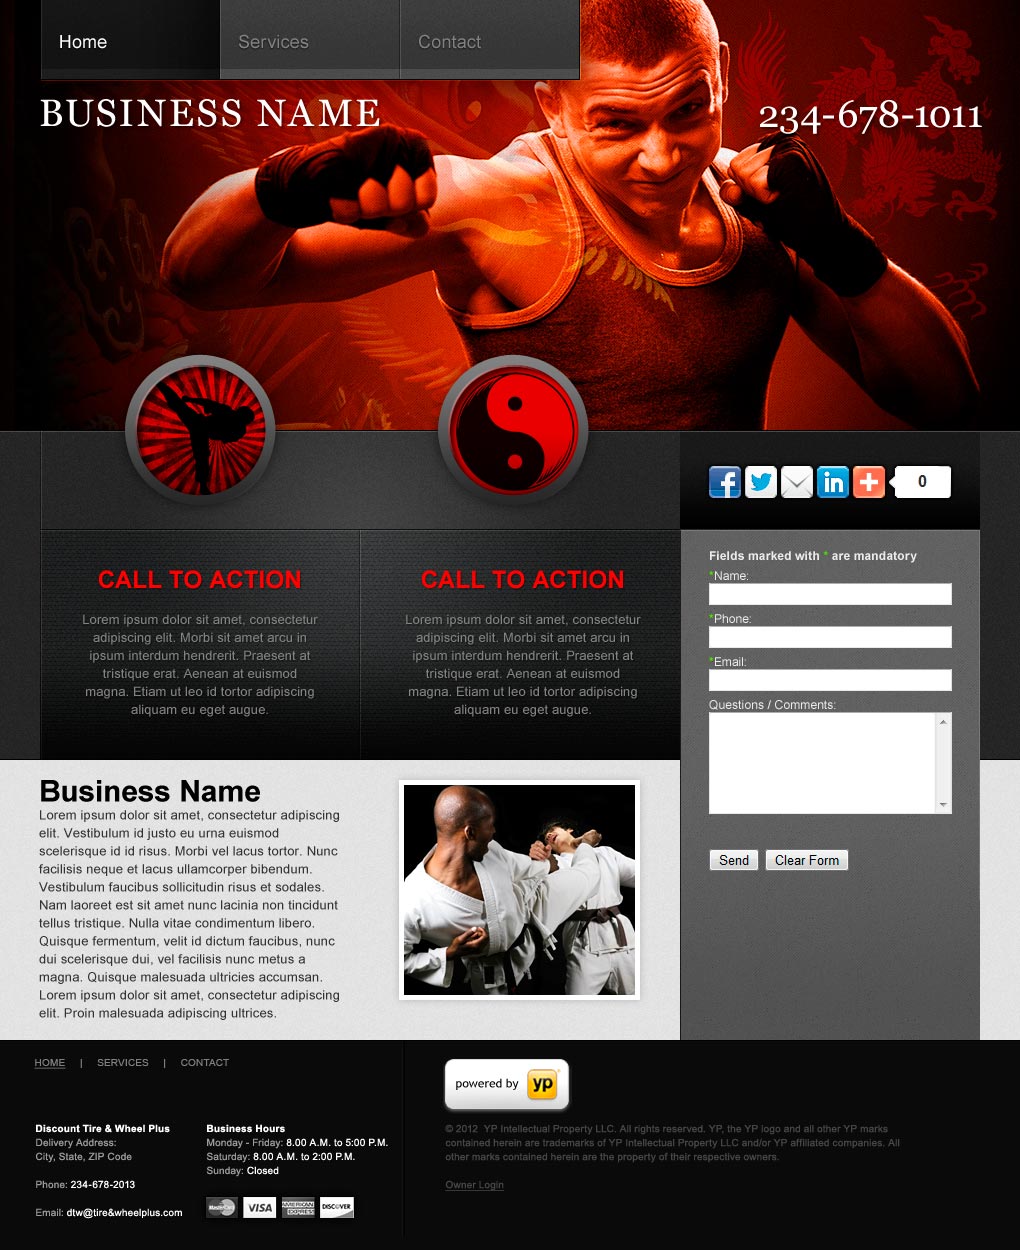 Home
Services
Contact
BUSINESS NAME
234-678-1011
0
CALL TO ACTION
Lorem ipsum dolor sit amet, consectetur
adipiscing elit. Morbi sit amet arcu in
ipsum interdum hendrerit. Praesent at
tristique erat. Aenean at euismod
magna. Etiam ut leo id tortor adipiscing
aliquam eu eget augue.
CALL TO ACTION
Lorem ipsum dolor sit amet, consectetur
adipiscing elit. Morbi sit amet arcu in
ipsum interdum hendrerit. Praesent at
tristique erat. Aenean at euismod
magna. Etiam ut leo id tortor adipiscing
aliquam eu eget augue.
Fields marked with * are mandatory
*Name:
*Phone:
*Email:
Questions / Comments:
Send
Clear Form
Business Name
Lorem ipsum dolor sit amet, consectetur adipiscing
elit. Vestibulum id justo eu urna euismod
scelerisque id id risus. Morbi vel lacus tortor. Nunc
facilisis neque et lacus ullamcorper bibendum.
Vestibulum faucibus sollicitudin risus et sodales.
Nam laoreet est sit amet nunc lacinia non tincidunt
tellus tristique. Nulla vitae condimentum libero.
Quisque fermentum, velit id dictum faucibus, nunc
dui scelerisque dui, vel facilisis nunc metus a
magna. Quisque malesuada ultricies accumsan.
Lorem ipsum dolor sit amet, consectetur adipiscing
elit. Proin malesuada adipiscing ultrices.
HOME | SERVICES | CONTACT
Discount Tire & Wheel Plus
Delivery Address:
City, State, ZIP Code
Phone: 234-678-2013
Email: dtw@tire&wheelplus.com
Business Hours
Monday - Friday: 8.00 A.M. to 5:00 P.M.
Saturday: 8.00 A.M. to 2:00 P.M.
Sunday: Closed
MasterCard
VISA
AMERICAN EXPRESS
DISCOVER
powered by yp
© 2012 YP Intellectual Property LLC. All rights reserved. YP, the YP logo and all other YP marks
contained herein are trademarks of YP Intellectual Property LLC and/or YP affiliated companies. All
other marks contained herein are the property of their respective owners.
Owner Login